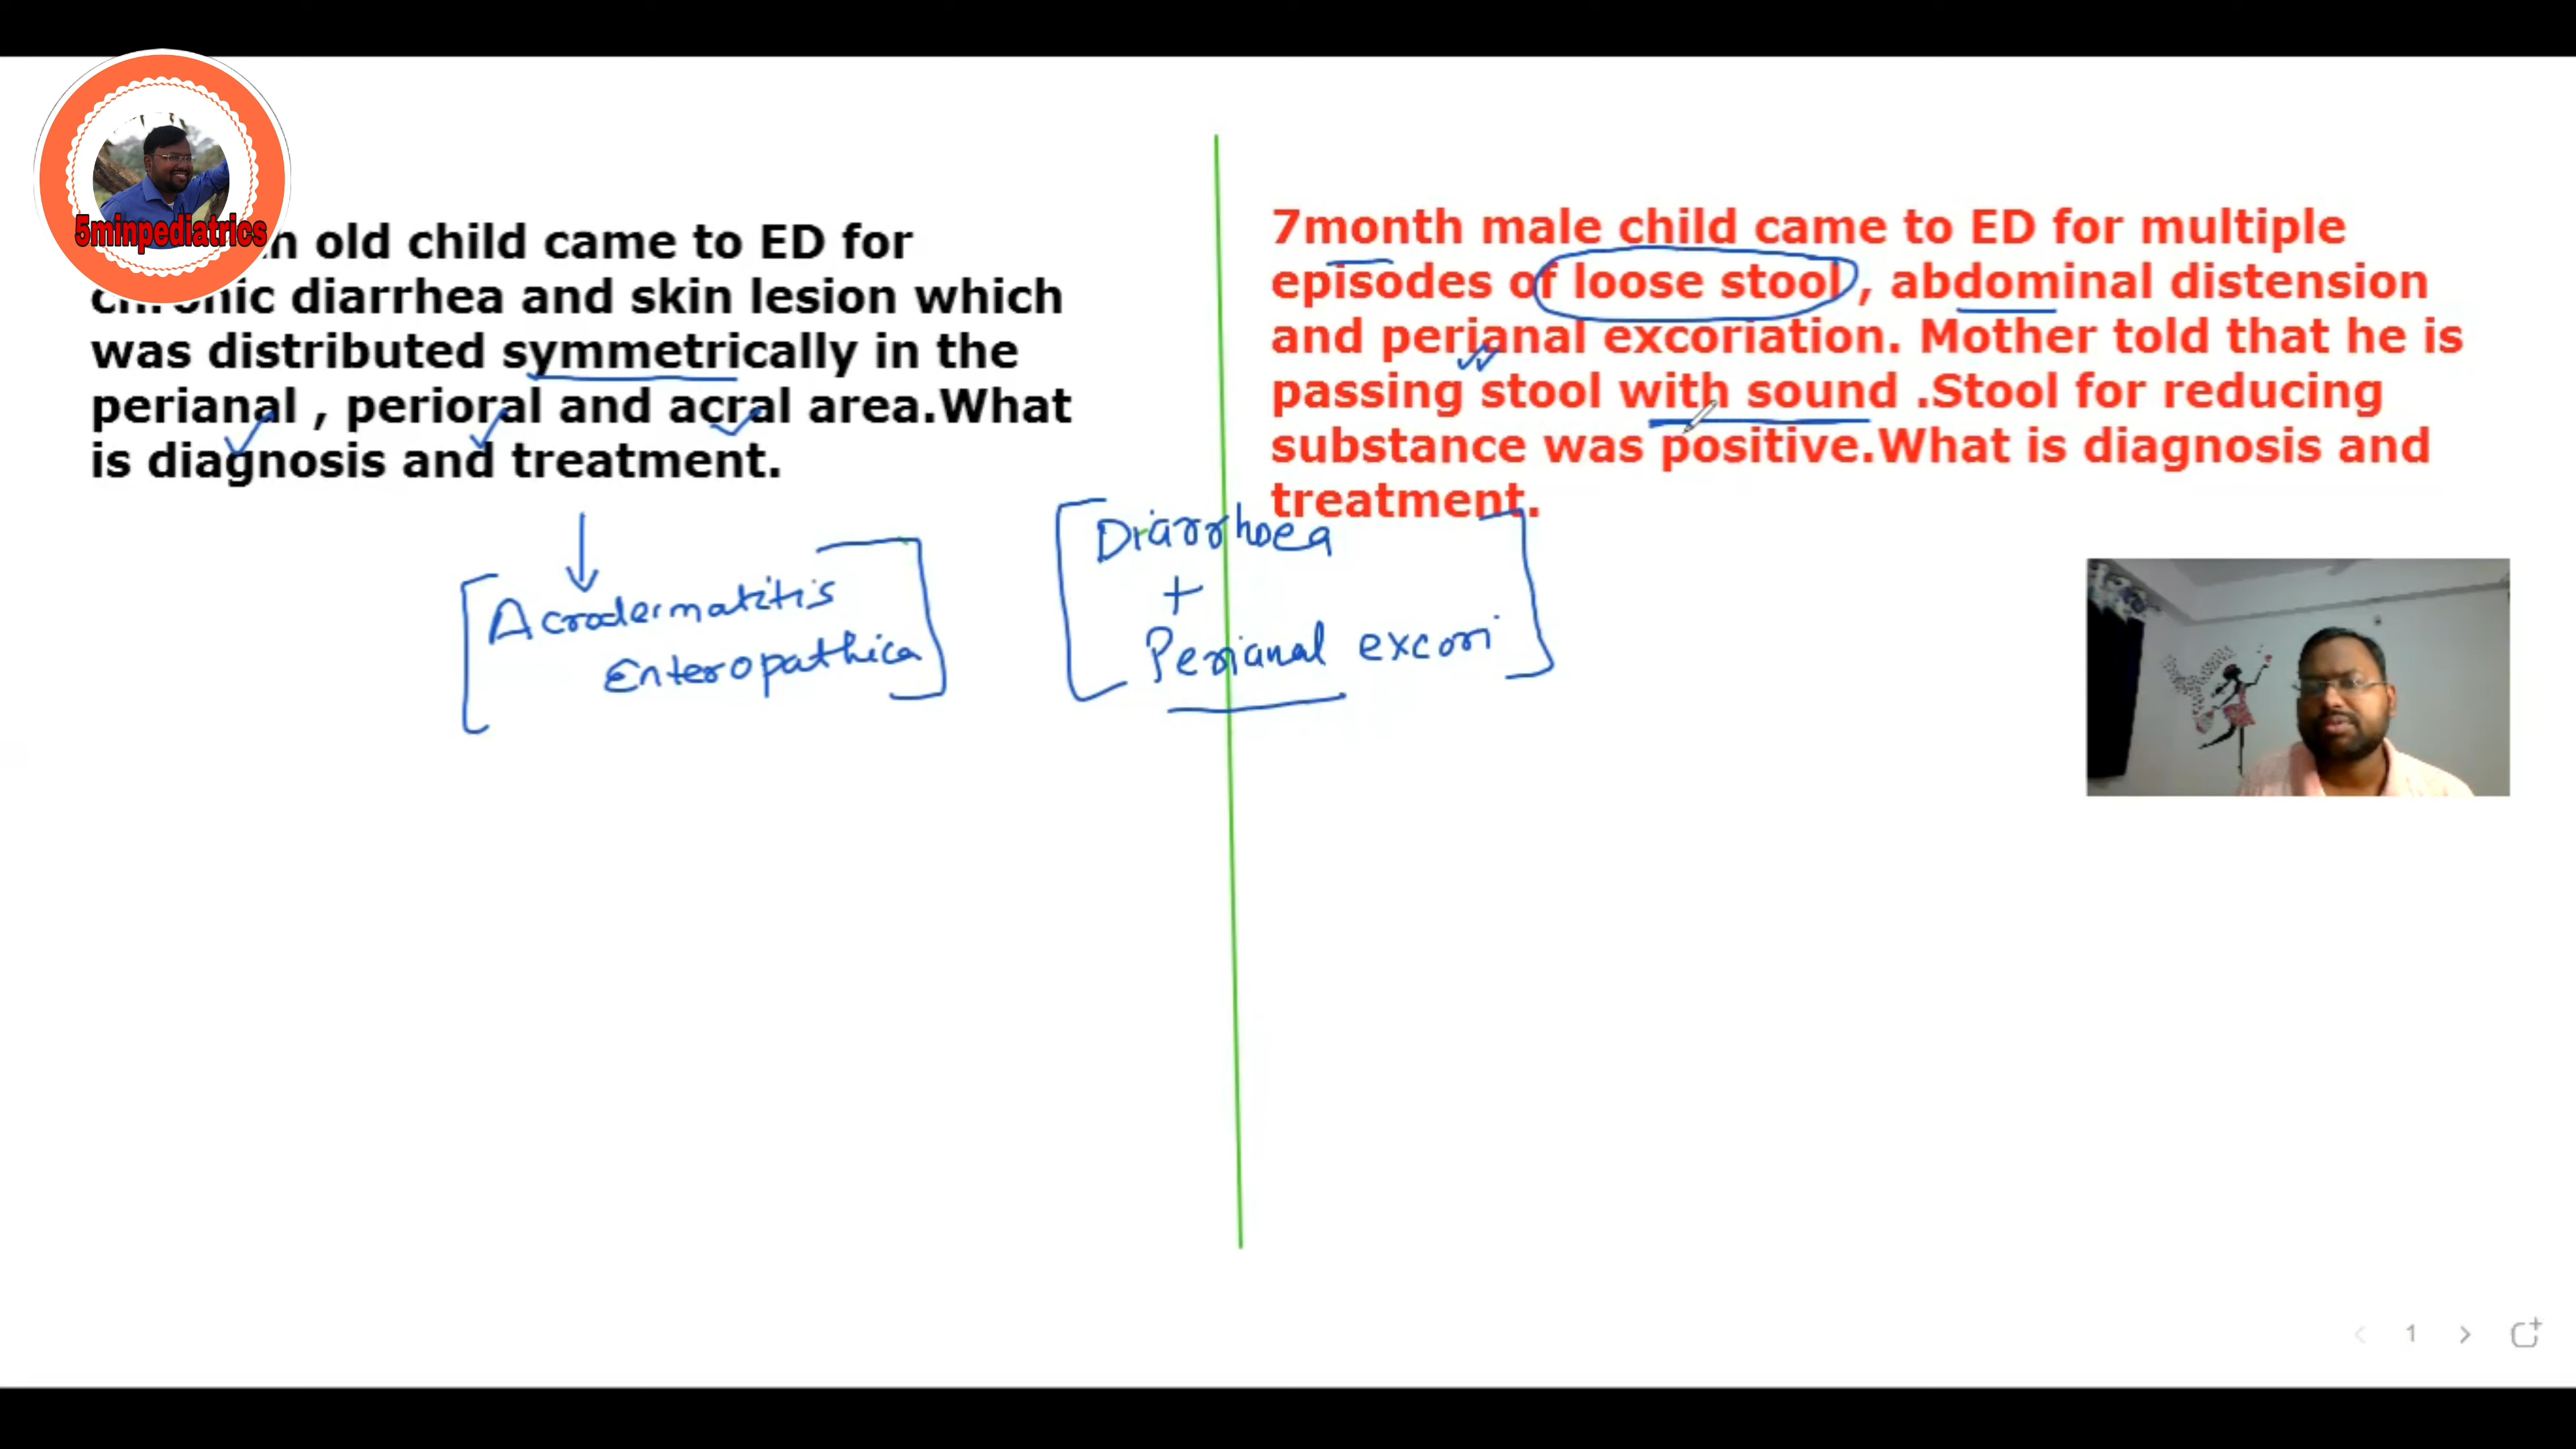 5minpediatrics
old child came to ED for
chronic diarrhea and skin lesion which
was distributed symmetrically in the
perianal , perioral and acral area.What
is diagnosis and treatment.
Acrodermatitis
Enteropathica
7month male child came to ED for multiple
episodes of loose stool , abdominal distension
and perianal excoriation. Mother told that he is
passing stool with sound .Stool for reducing
substance was positive.What is diagnosis and
treatment.
Diarrhoea
+
Perianal excori
1